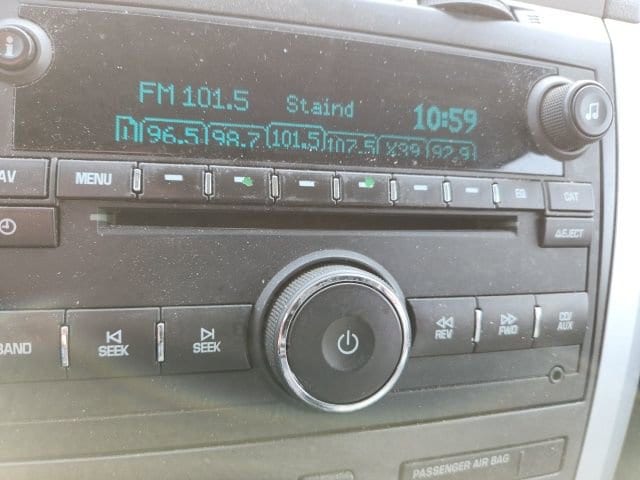 FM 101.5 Staind 10:59
96.5 98.7 101.5 107.5 X99 92.9
AV MENU EQ CAT
EJECT
BAND SEEK SEEK REV FWD CD/AUX
PASSENGER AIR BAG